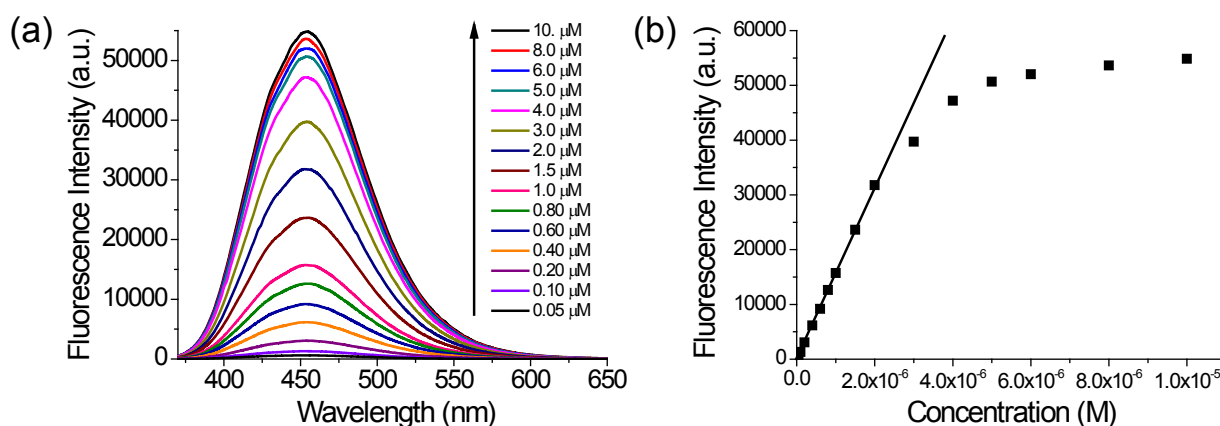 (a)
Fluorescence Intensity (a.u.)
50000
40000
30000
20000
10000
0
400
450
500
550
600
650
Wavelength (nm)
10. μM
8.0 μM
6.0 μM
5.0 μM
4.0 μM
3.0 μM
2.0 μM
1.5 μM
1.0 μM
0.80 μM
0.60 μM
0.40 μM
0.20 μM
0.10 μM
0.05 μM
(b)
Fluorescence Intensity (a.u.)
60000
50000
40000
30000
20000
10000
0
0.0
2.0x10⁻⁶
4.0x10⁻⁶
6.0x10⁻⁶
8.0x10⁻⁶
1.0x10⁻⁵
Concentration (M)